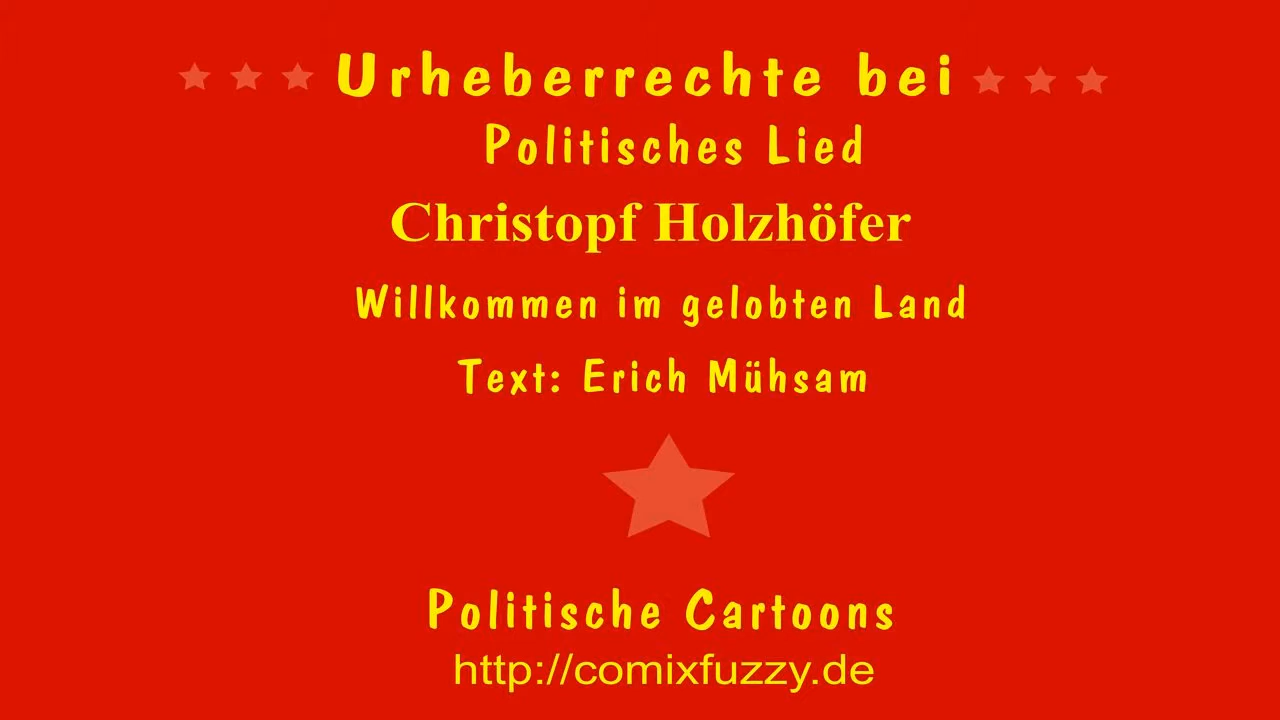 Urheberrechte bei
Politisches Lied
Christopf Holzhöfer
Willkommen im gelobten Land
Text: Erich Mühsam
Politische Cartoons
http://comixfuzzy.de